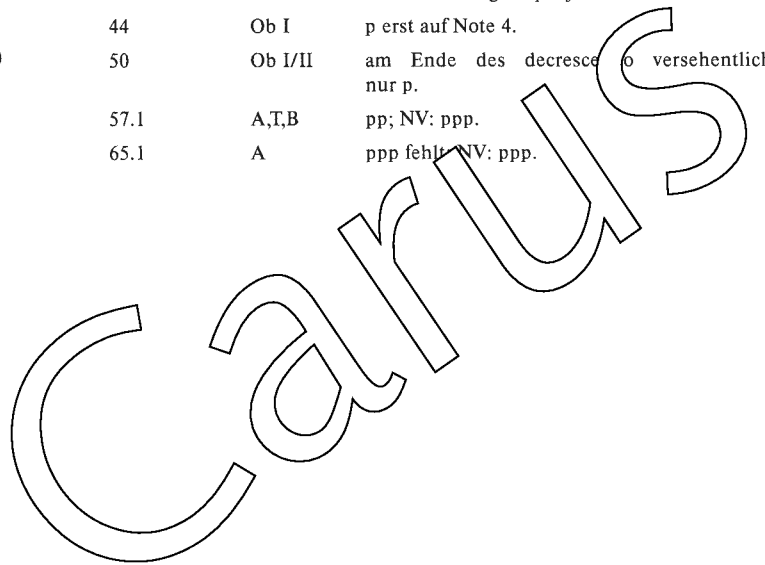 44 Ob I p erst auf Note 4.
50 Ob I/II am Ende des versehentlich
nur p.
57.1 A,T,B pp; NV: ppp.
65.1 A ppp fehlt; NV: ppp.
Carus